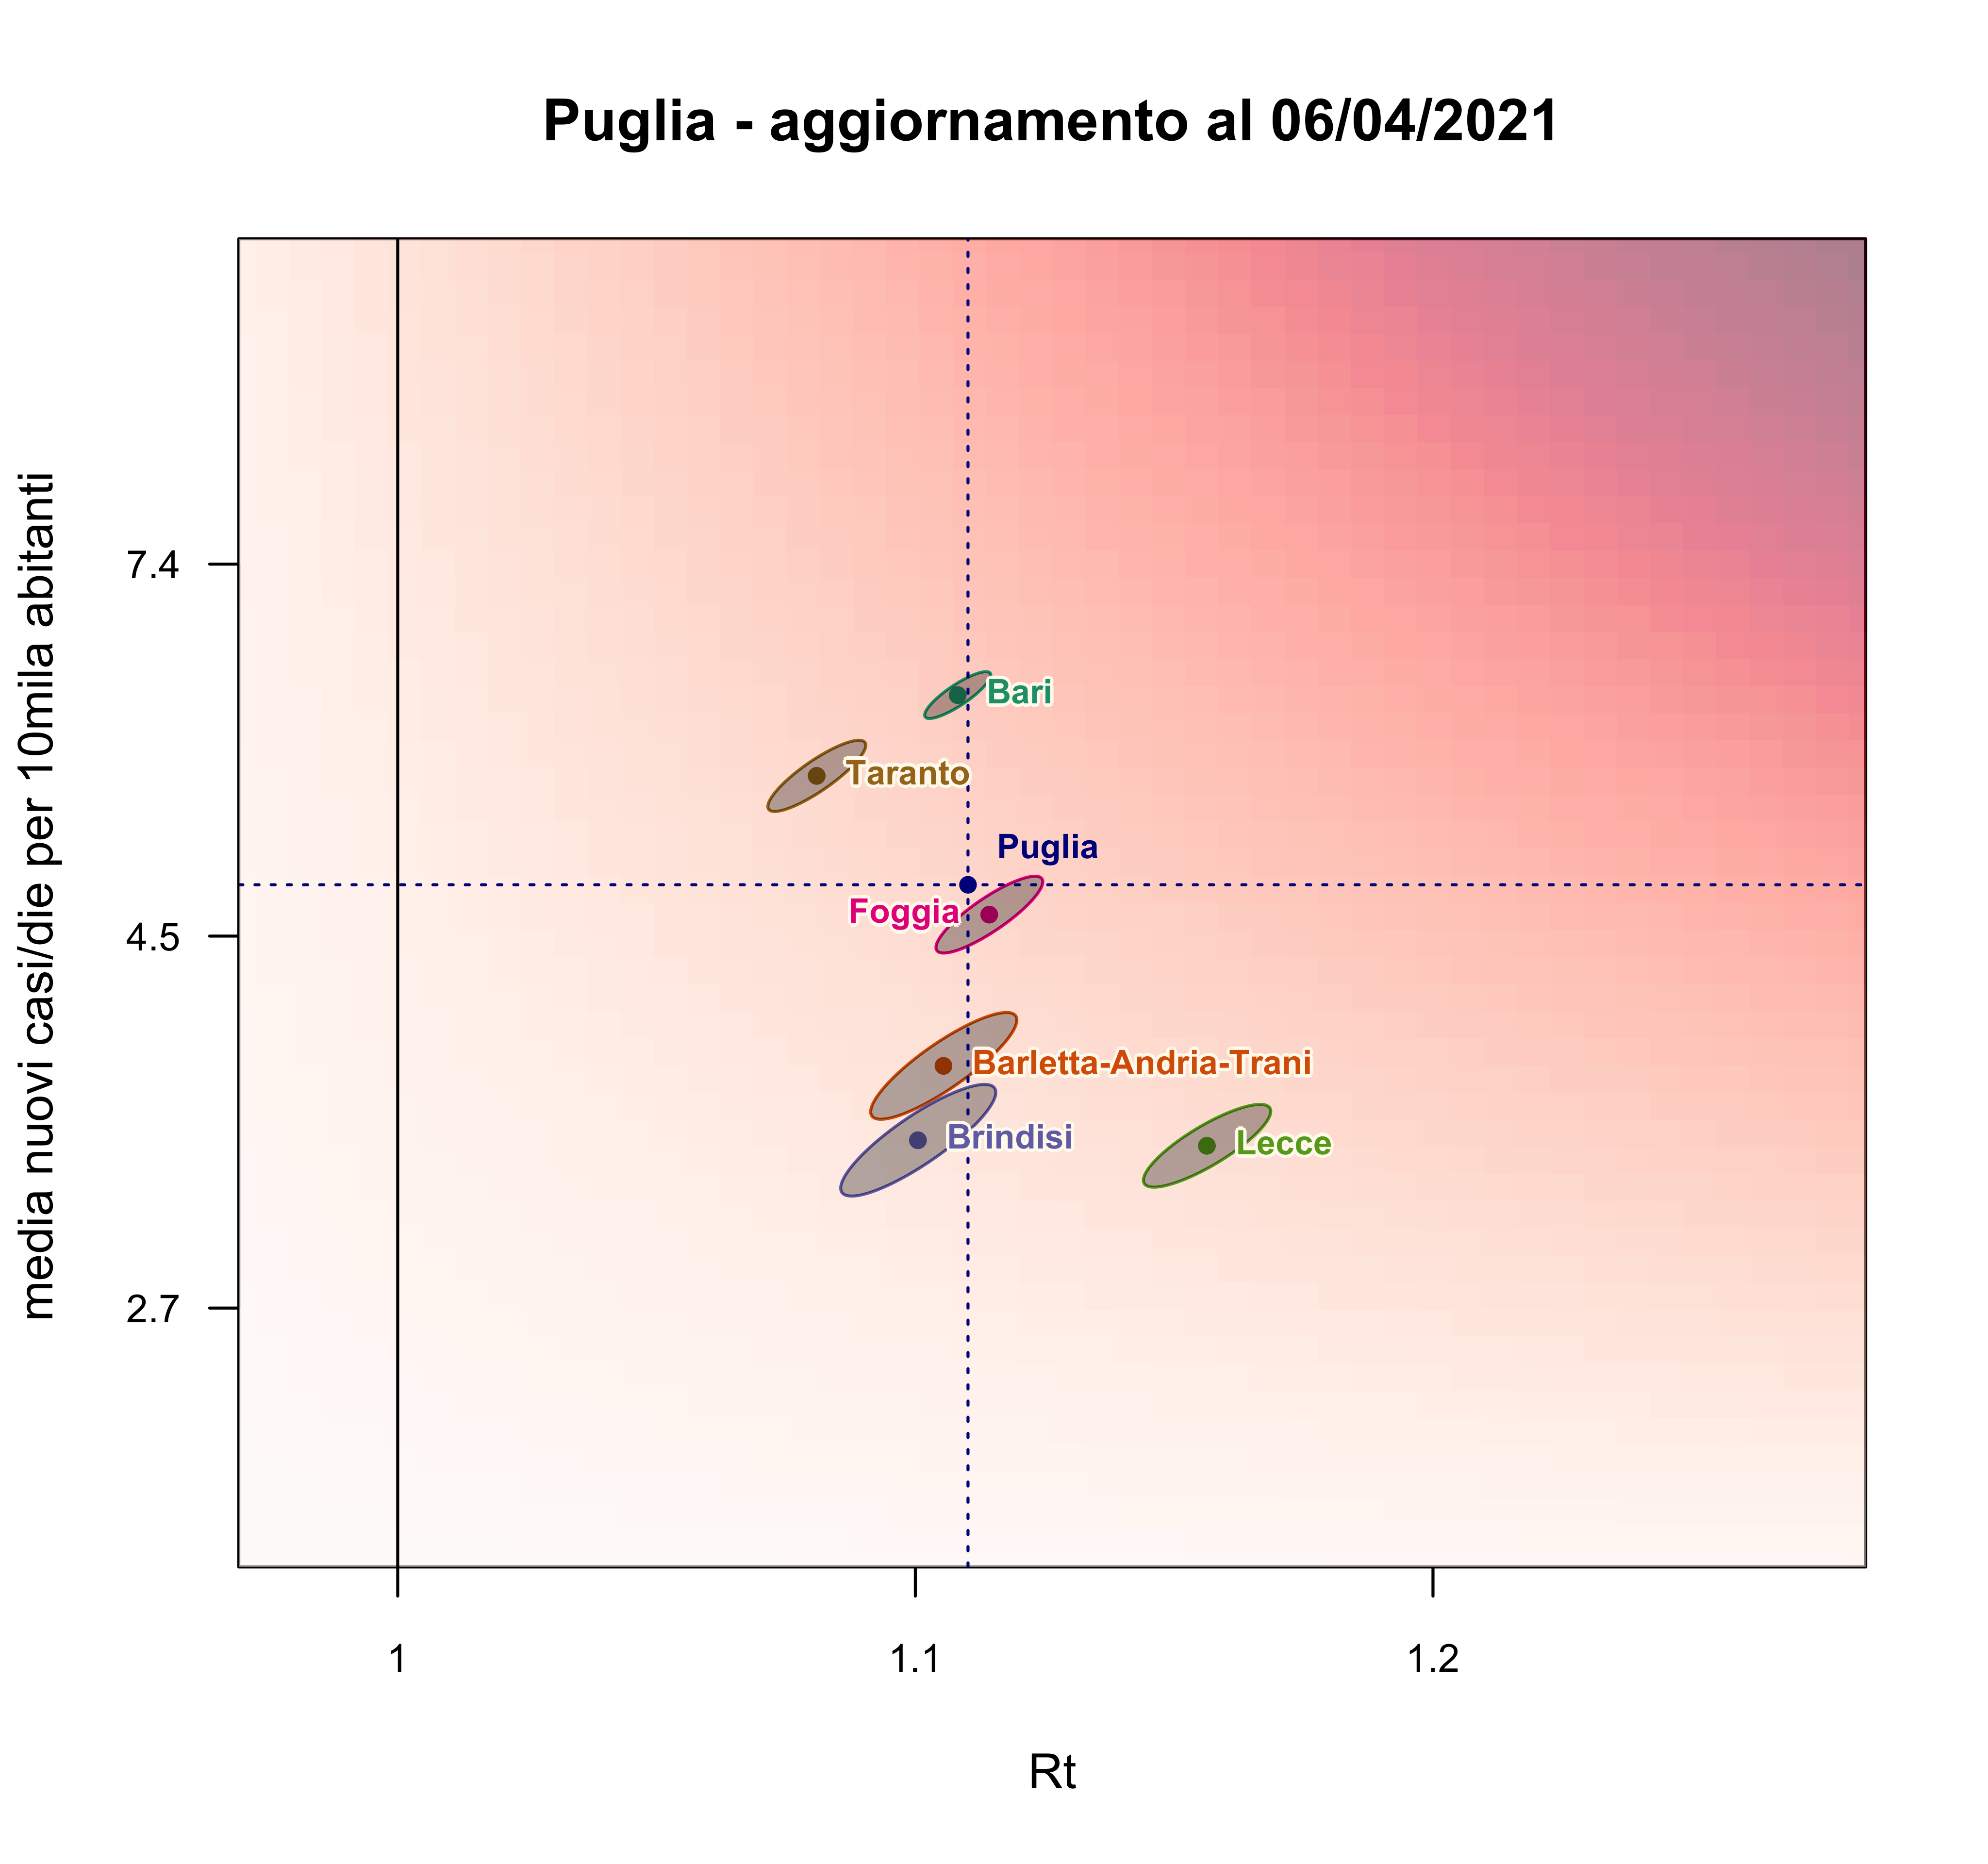 Puglia - aggiornamento al 06/04/2021
media nuovi casi/die per 10mila abitanti
7.4
4.5
2.7
Bari
Taranto
Puglia
Foggia
Barletta-Andria-Trani
Brindisi
Lecce
1
1.1
1.2
Rt